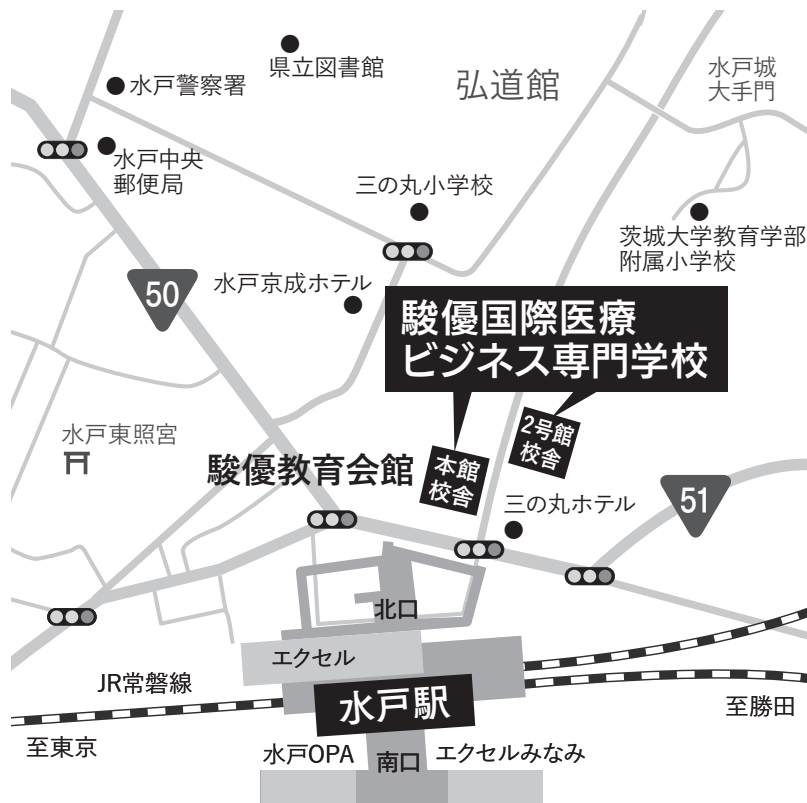 県立図書館
水戸警察署
弘道館
水戸城
大手門
水戸中央
郵便局
三の丸小学校
茨城大学教育学部
附属小学校
50
水戸京成ホテル
駿優国際医療
ビジネス専門学校
水戸東照宮
2号館
校舎
駿優教育会館
本館
校舎
51
三の丸ホテル
北口
エクセル
JR常磐線
水戸駅
至勝田
至東京
水戸OPA
南口
エクセルみなみ